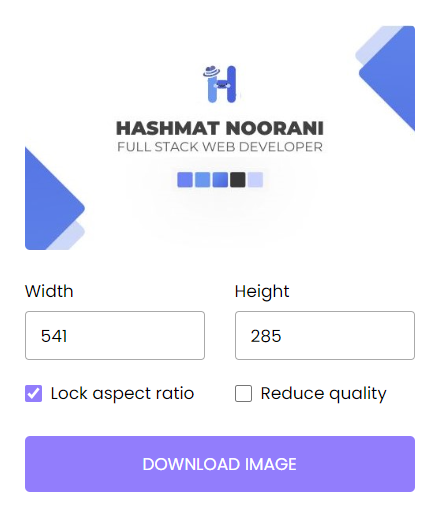 HASHMAT NOORANI
FULL STACK WEB DEVELOPER
Width
Height
541
285
Lock aspect ratio
Reduce quality
DOWNLOAD IMAGE